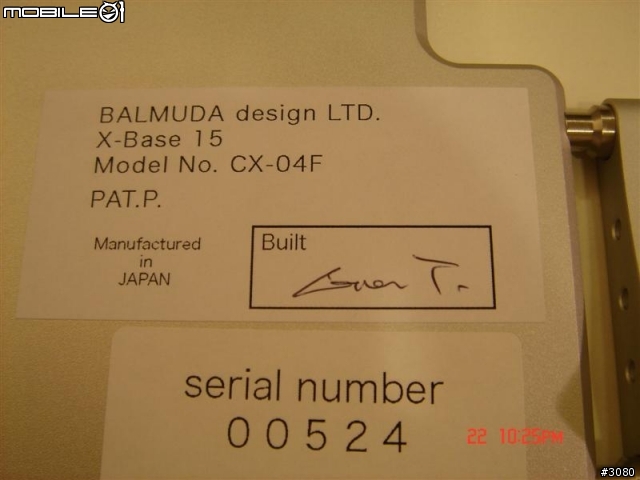 MOBILE01
BALMUDA design LTD.
X-Base 15
Model No. CX-04F
PAT.P.
Manufactured
in
JAPAN
Built
serial number
00524
22 10:25PM
#3080